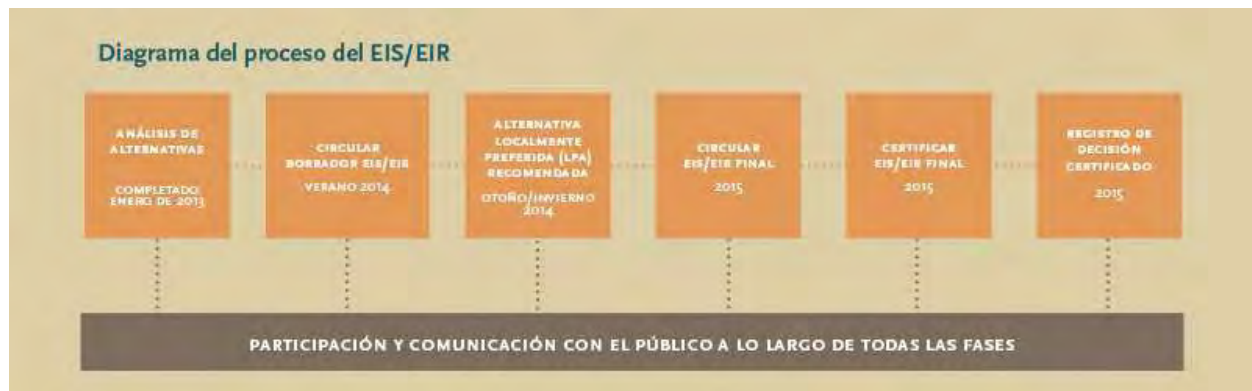 Diagrama del proceso del EIS/EIR
ANÁLISIS DE
ALTERNATIVAS
COMPLETADO
ENERO DE 2013
CIRCULAR
BORRADOR EIS/EIR
VERANO 2014
ALTERNATIVA
LOCALMENTE
PREFERIDA (LPA)
RECOMENDADA
OTOÑO/INVIERNO
2014
CIRCULAR
EIS/EIR FINAL
2015
CERTIFICAR
EIS/EIR FINAL
2015
REGISTRO DE
DECISIÓN
CERTIFICADO
2015
PARTICIPACIÓN Y COMUNICACIÓN CON EL PÚBLICO A LO LARGO DE TODAS LAS FASES